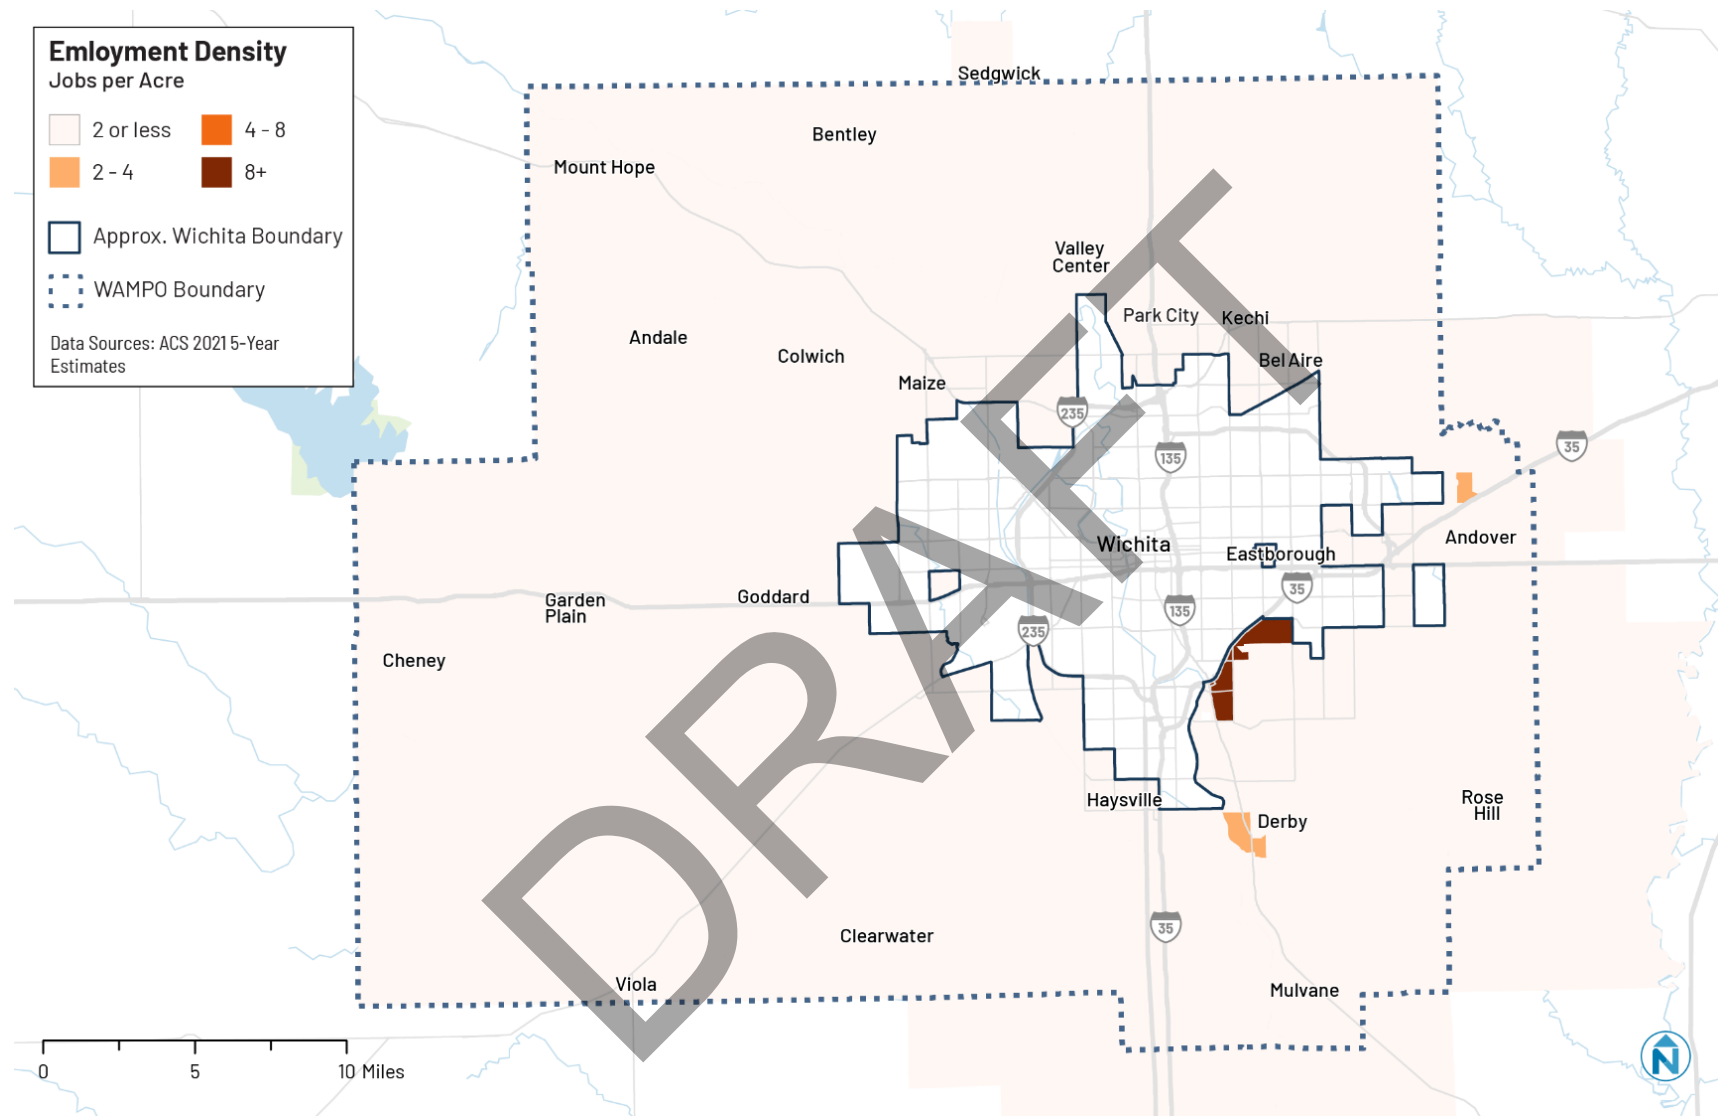 Emloyment Density
Jobs per Acre
2 or less
4 - 8
2 - 4
8+
Approx. Wichita Boundary
WAMPO Boundary
Data Sources: ACS 2021 5-Year
Estimates
Sedgwick
Bentley
Mount Hope
Valley
Center
Park City
Kechi
Andale
Colwich
Bel Aire
Maize
235
135
35
Wichita
Andover
Eastborough
35
Goddard
Garden
Plain
135
235
Cheney
Haysville
Rose
Hill
Derby
35
Clearwater
Viola
Mulvane
DRAFT
0
5
10 Miles
N